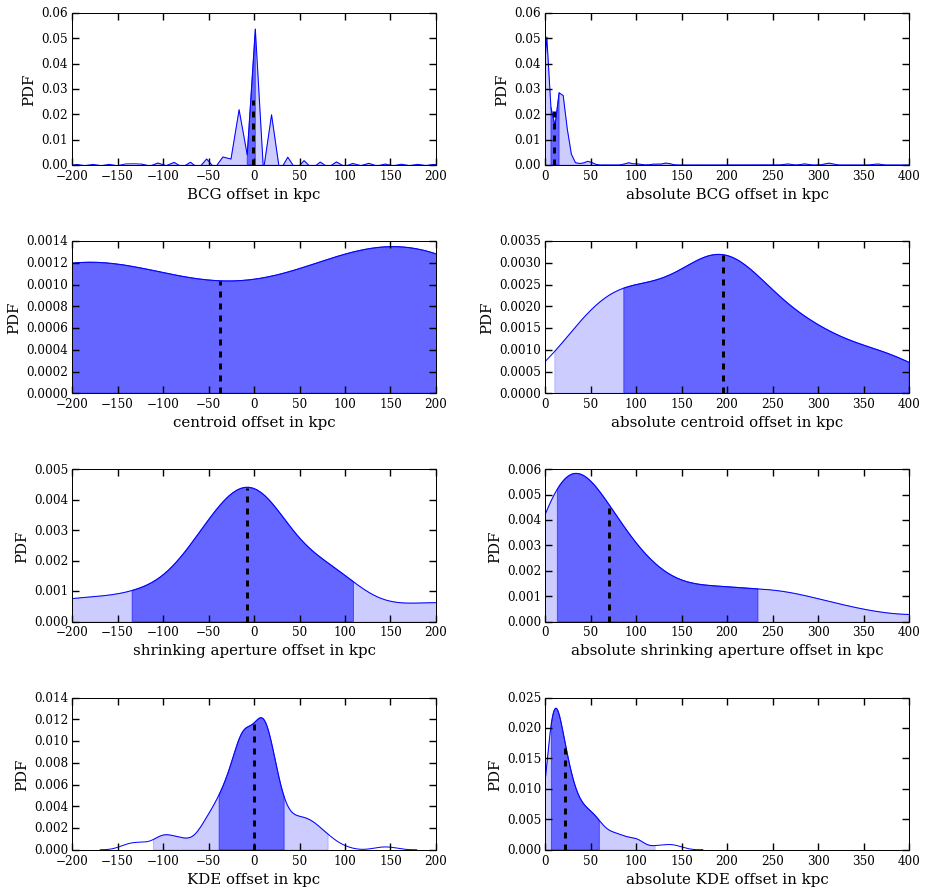 0.06
0.05
0.04
0.03
0.02
0.01
0.00
PDF
−200 −150 −100 −50 0 50 100 150 200
BCG offset in kpc
0.06
0.05
0.04
0.03
0.02
0.01
0.00
PDF
0 50 100 150 200 250 300 350 400
absolute BCG offset in kpc
0.0014
0.0012
0.0010
0.0008
0.0006
0.0004
0.0002
0.0000
PDF
−200 −150 −100 −50 0 50 100 150 200
centroid offset in kpc
0.0035
0.0030
0.0025
0.0020
0.0015
0.0010
0.0005
0.0000
PDF
0 50 100 150 200 250 300 350 400
absolute centroid offset in kpc
0.005
0.004
0.003
0.002
0.001
0.000
PDF
−200 −150 −100 −50 0 50 100 150 200
shrinking aperture offset in kpc
0.006
0.005
0.004
0.003
0.002
0.001
0.000
PDF
0 50 100 150 200 250 300 350 400
absolute shrinking aperture offset in kpc
0.014
0.012
0.010
0.008
0.006
0.004
0.002
0.000
PDF
−200 −150 −100 −50 0 50 100 150 200
KDE offset in kpc
0.025
0.020
0.015
0.010
0.005
0.000
PDF
0 50 100 150 200 250 300 350 400
absolute KDE offset in kpc